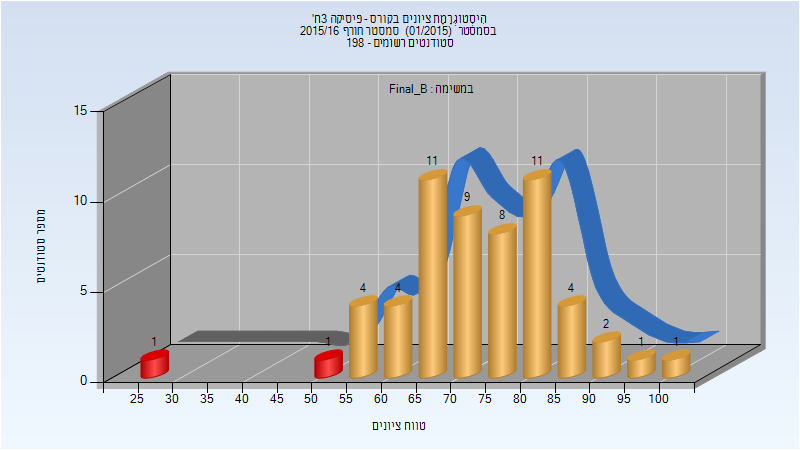 היסטוגרמת ציונים בקורס - פיסיקה 3ח'
בסמסטר (01/2015) סמסטר חורף 2015/16
סטודנטים רשומים - 198
במשימה : Final_B
מספר סטודנטים
15
10
5
0
1 1 4 4 11 9 8 11 4 2 1 1
25 30 35 40 45 50 55 60 65 70 75 80 85 90 95 100
טווח ציונים